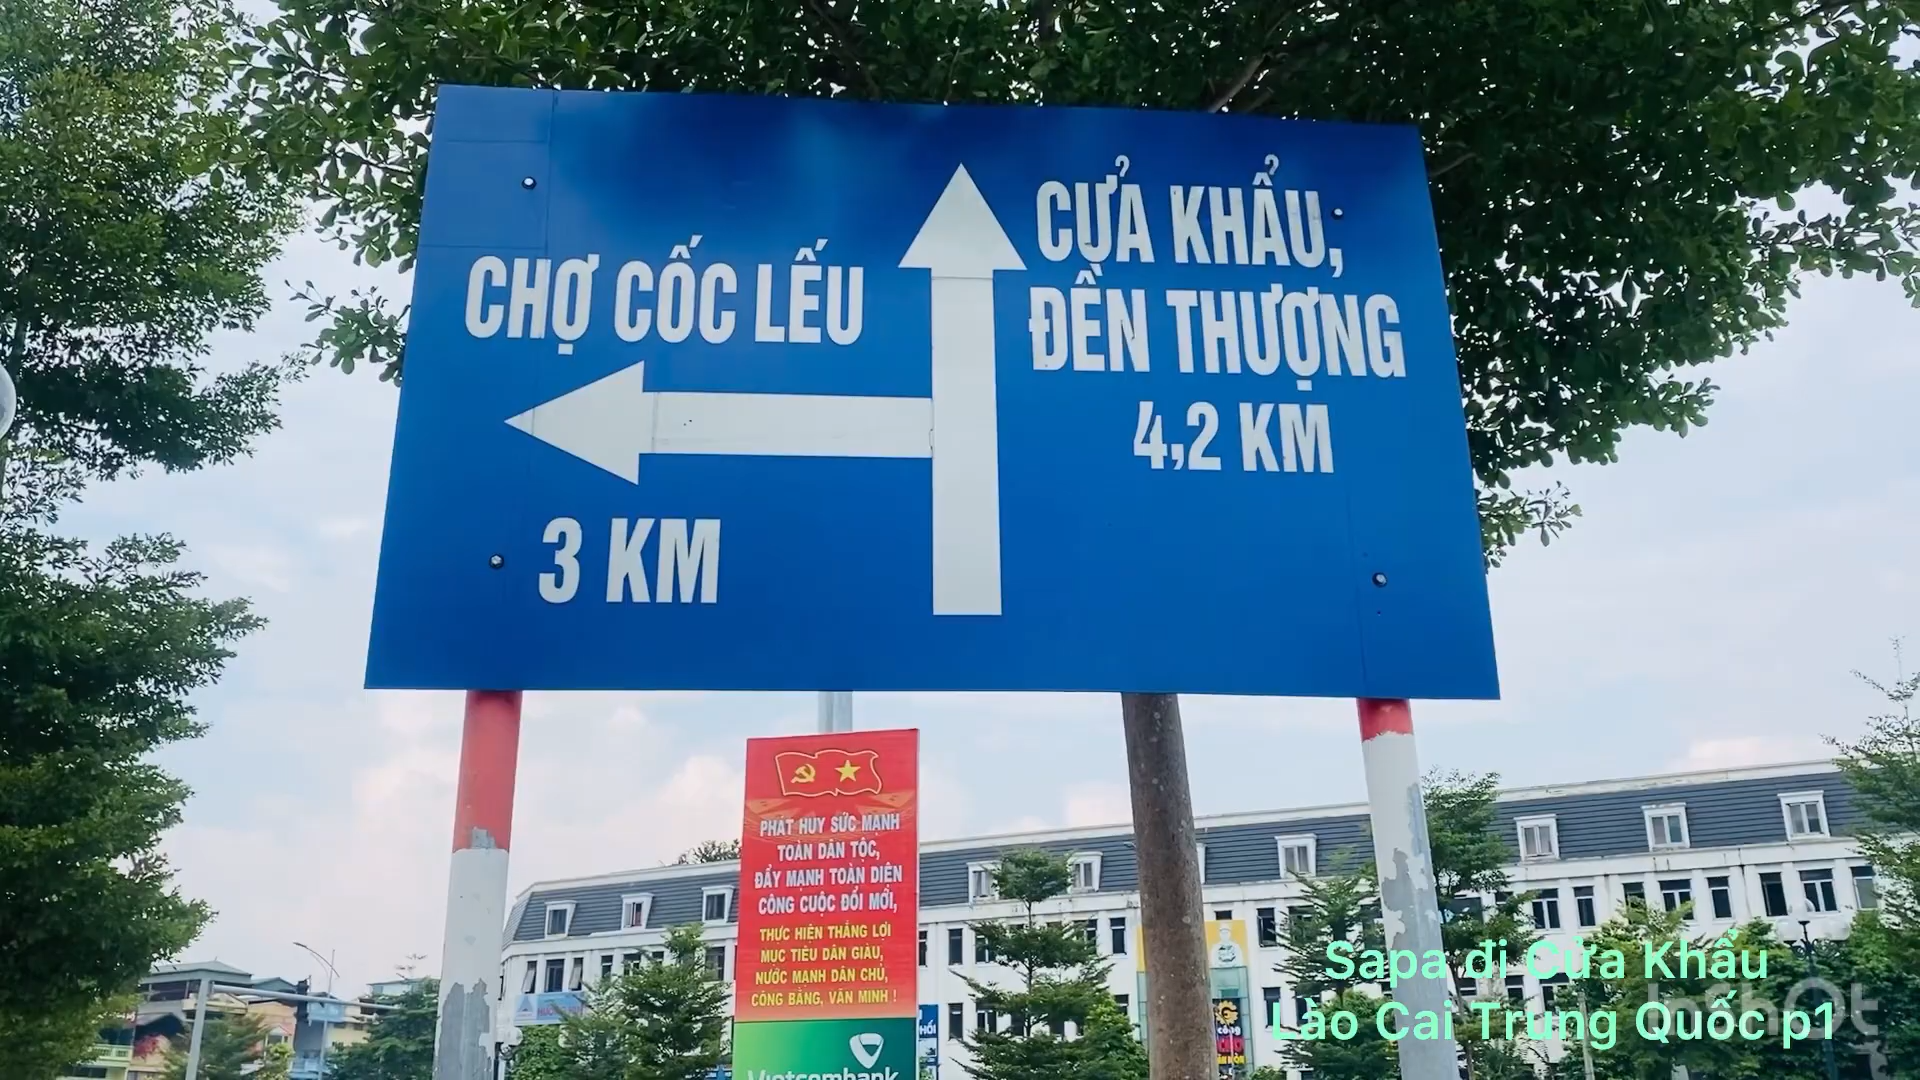 CHỢ CỐC LẾU
3 KM
CỬA KHẨU,
ĐỀN THƯỢNG
4,2 KM
PHÁT HUY SỨC MẠNH
TOÀN DÂN TỘC,
ĐẨY MẠNH TOÀN DIỆN
CÔNG CUỘC ĐỔI MỚI,
THỰC HIỆN THẮNG LỢI
MỤC TIÊU DÂN GIÀU,
NƯỚC MẠNH DÂN CHỦ,
CÔNG BẰNG, VĂN MINH !
Vietcombank
Sapa đi Cửa Khẩu
Lào Cai Trung Quốc p1
InShot